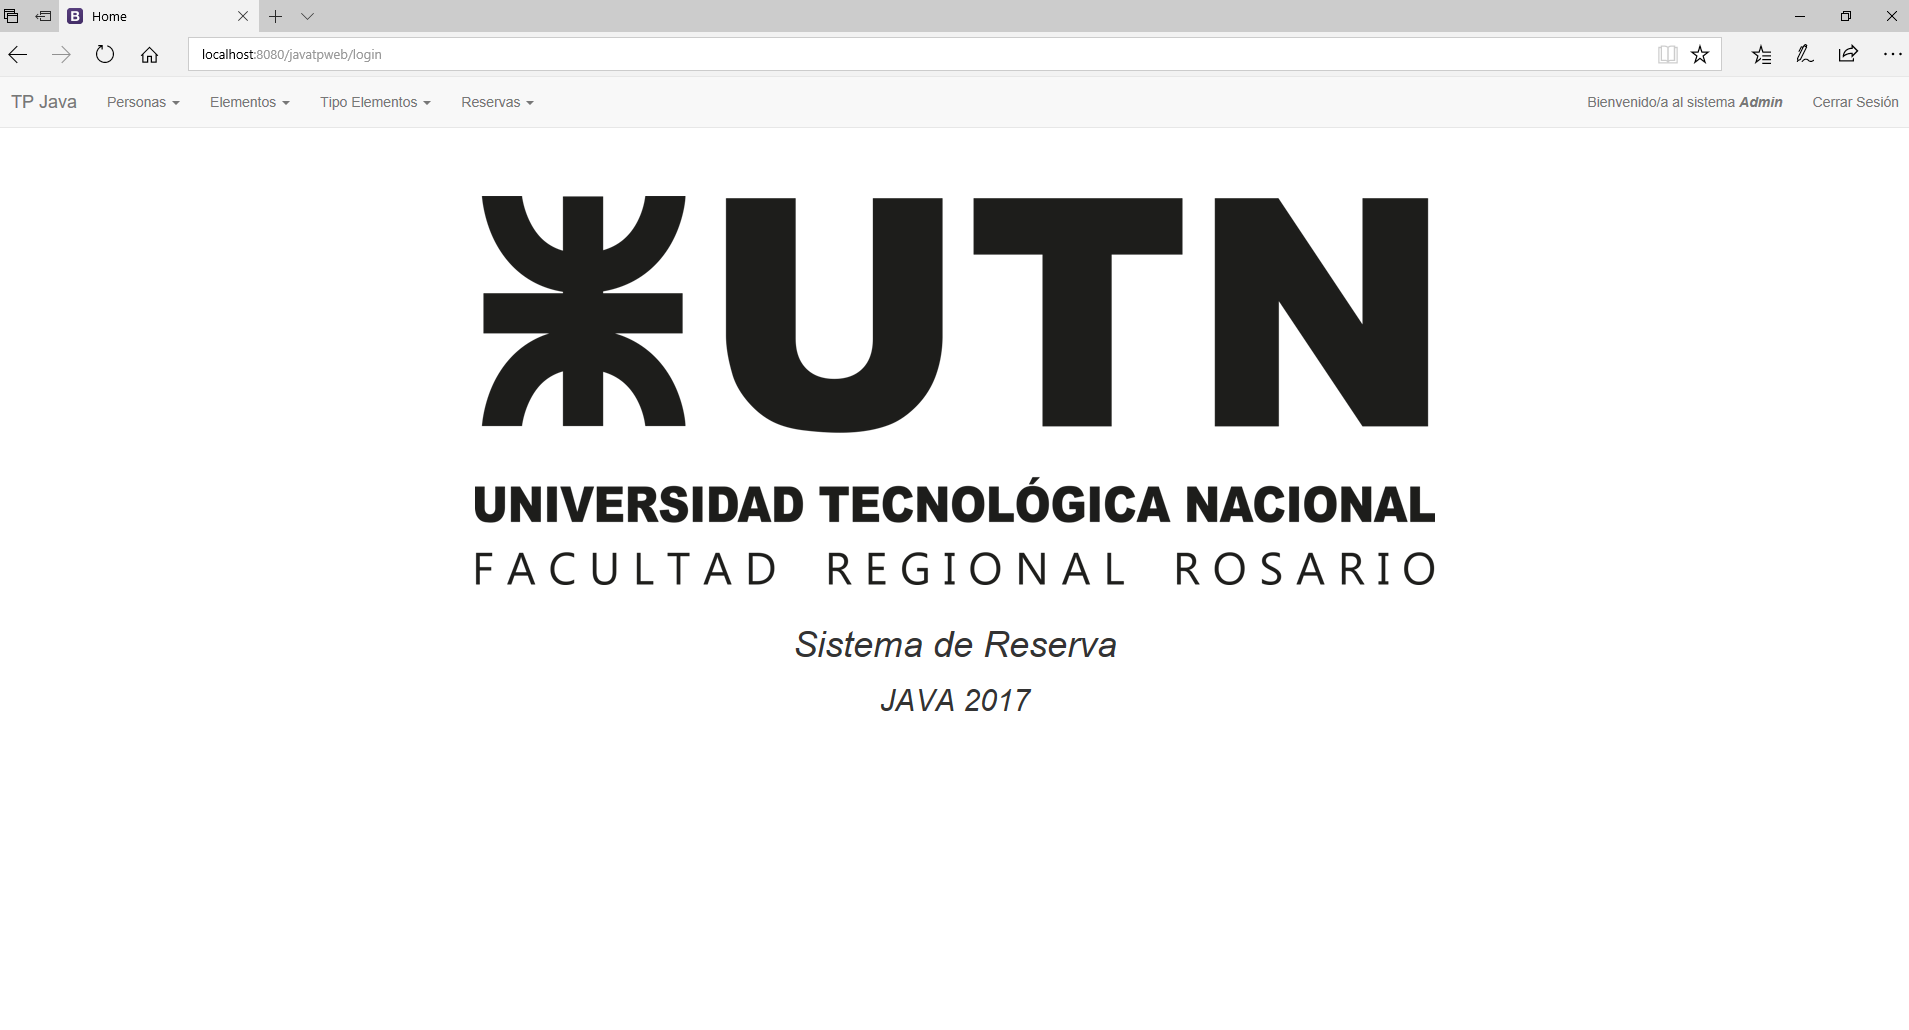 Home
localhost:8080/javatpweb/login
TP Java Personas Elementos Tipo Elementos Reservas Bienvenido/a al sistema Admin Cerrar Sesión
UTN
UNIVERSIDAD TECNOLÓGICA NACIONAL
FACULTAD REGIONAL ROSARIO
Sistema de Reserva
JAVA 2017